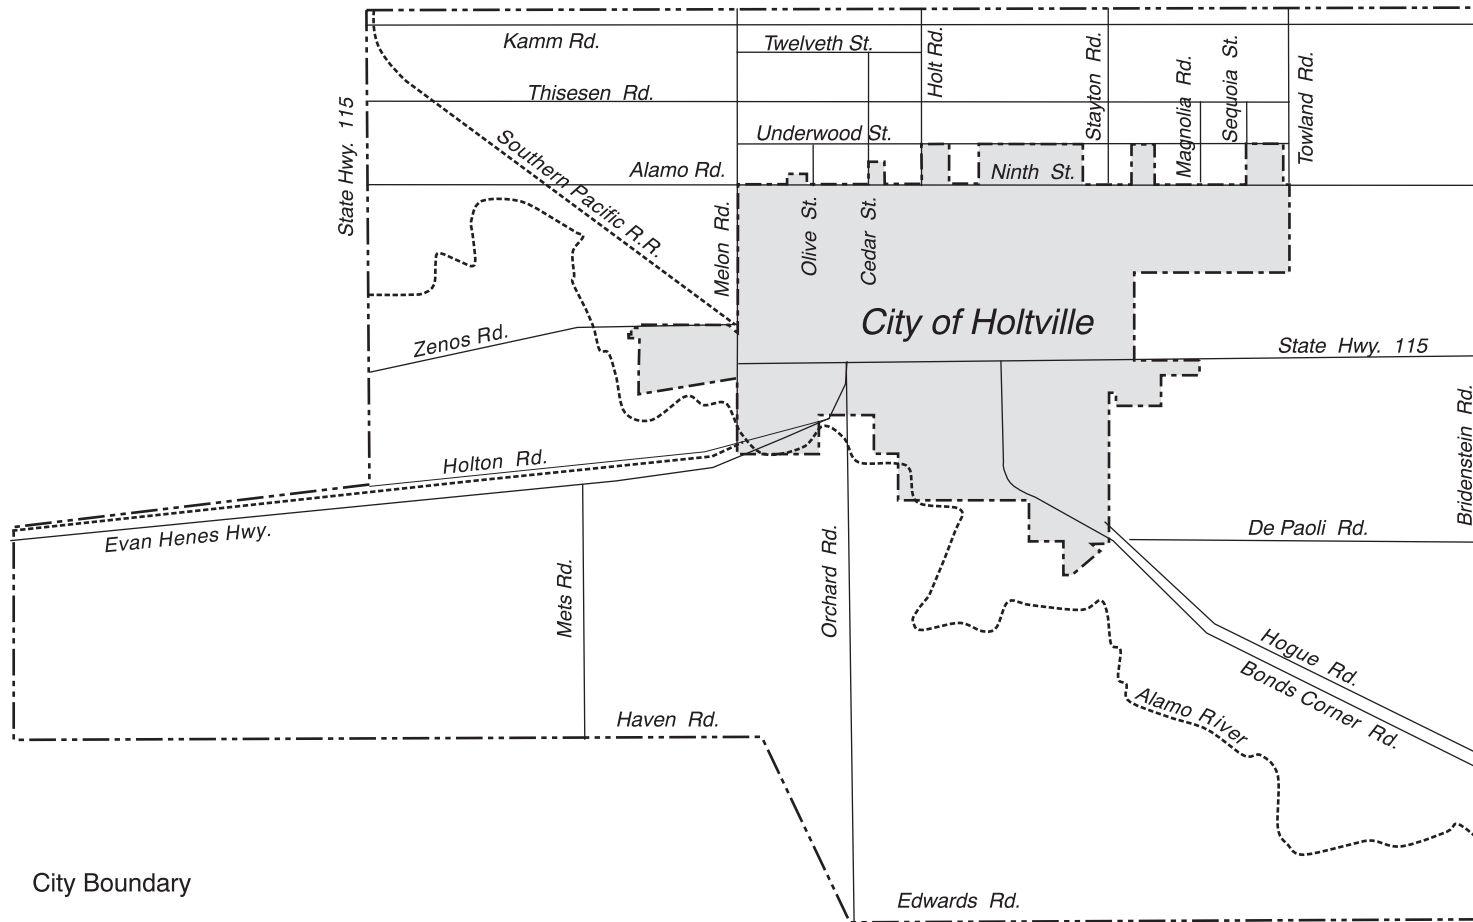 Kamm Rd.
Twelveth St.
Holt Rd.
Stayton Rd.
Magnolia Rd.
Sequoia St.
Towland Rd.
State Hwy. 115
Thisesen Rd.
Southern Pacific R.R.
Underwood St.
Alamo Rd.
Ninth St.
Melon Rd.
Olive St.
Cedar St.
City of Holtville
Zenos Rd.
State Hwy. 115
Bridenstein Rd.
Holton Rd.
Evan Henes Hwy.
De Paoli Rd.
Mets Rd.
Orchard Rd.
Hogue Rd.
Bonds Corner Rd.
Alamo River
Haven Rd.
City Boundary
Edwards Rd.